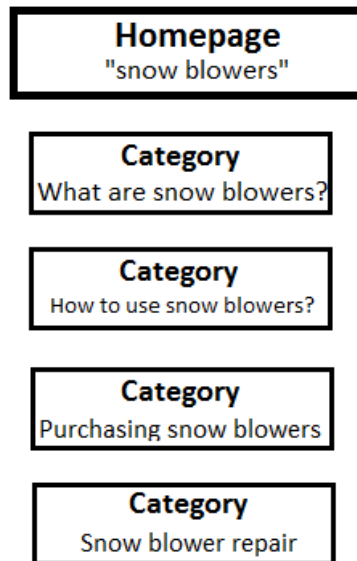 Homepage
"snow blowers"
Category
What are snow blowers?
Category
How to use snow blowers?
Category
Purchasing snow blowers
Category
Snow blower repair